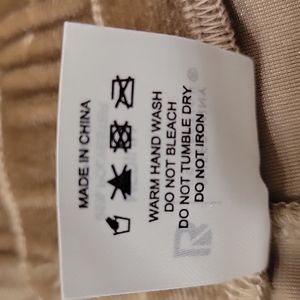 MADE IN CHINA
WARM HAND WASH
DO NOT BLEACH
DO NOT TUMBLE DRY
DO NOT IRON